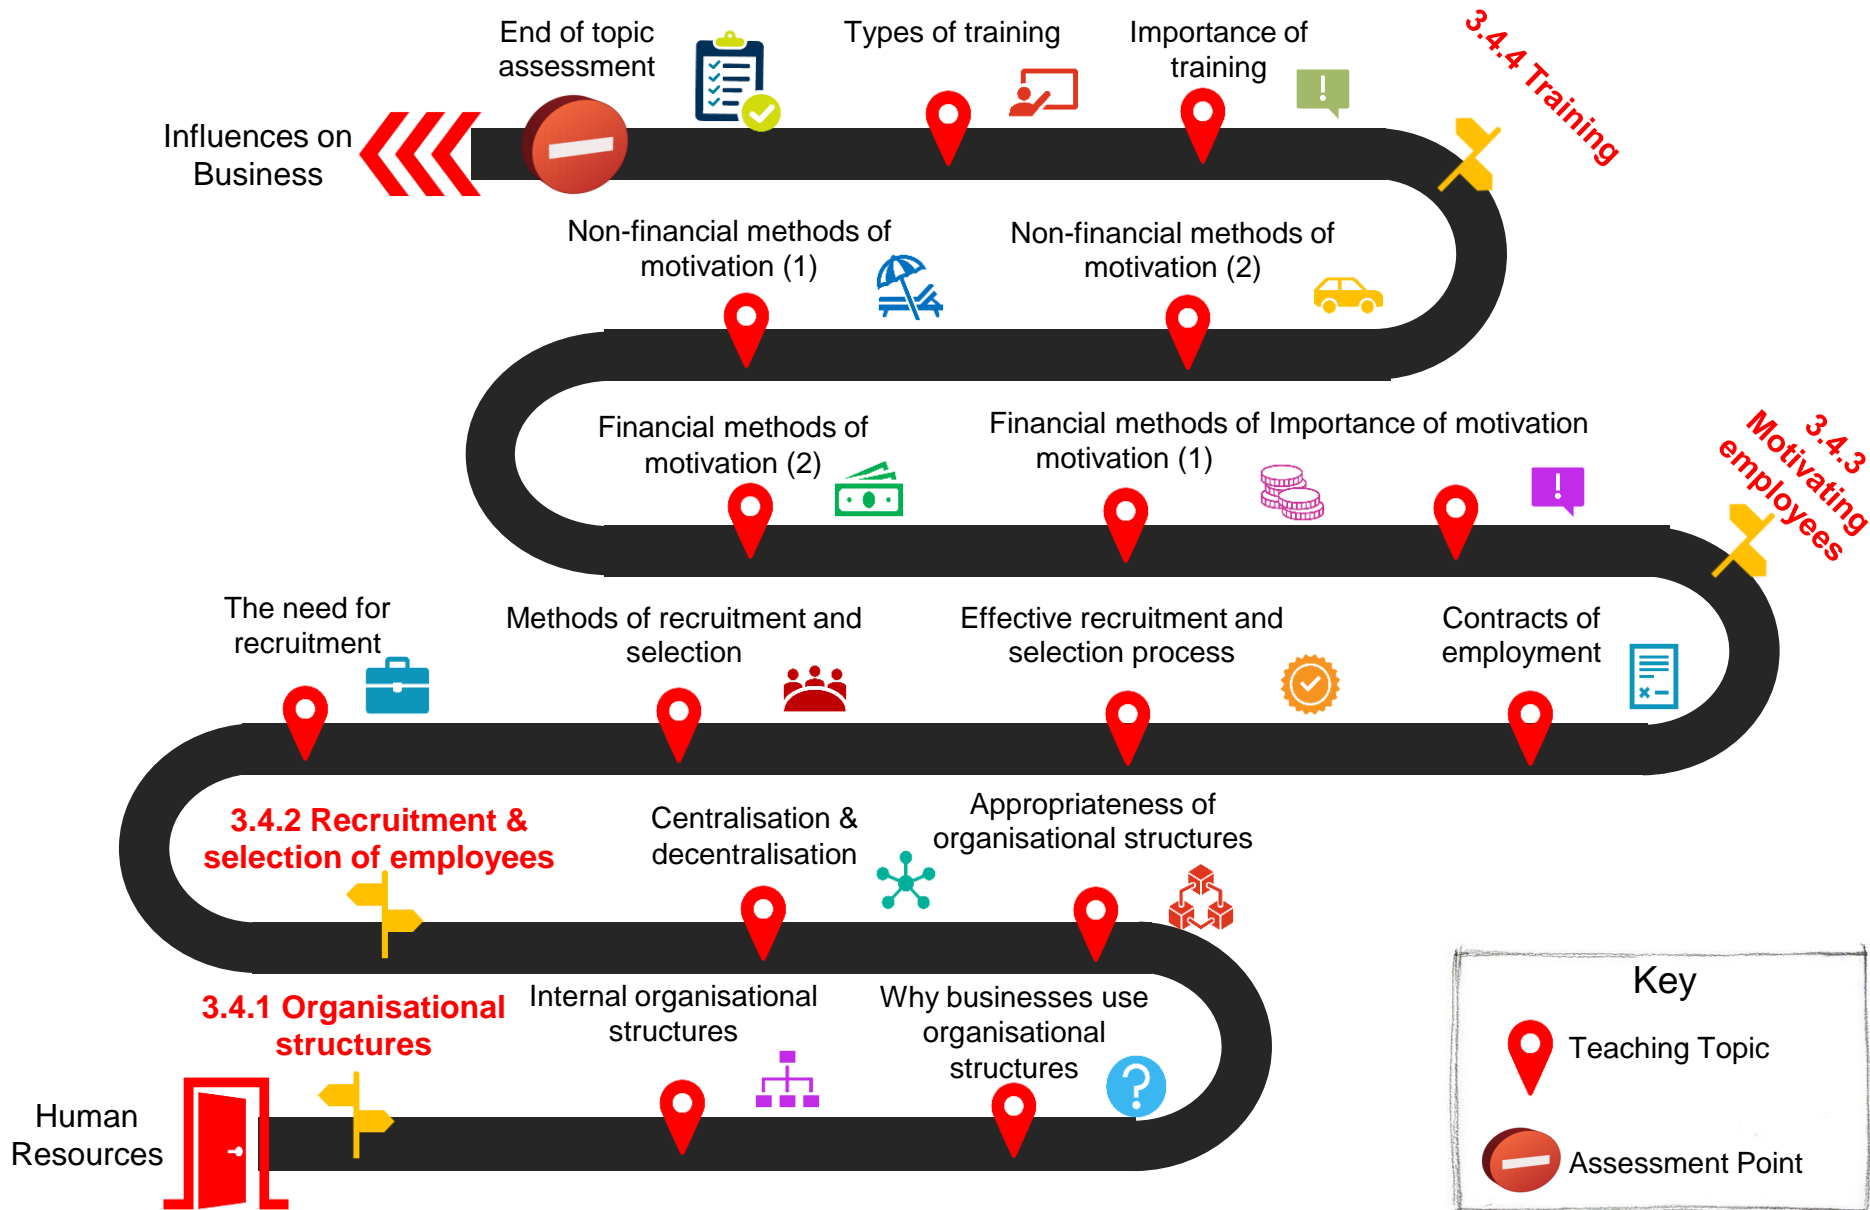 End of topic
assessment
Types of training
Importance of
training
3.4.4 Training
Influences on
Business
Non-financial methods of
motivation (1)
Non-financial methods of
motivation (2)
Financial methods of
motivation (2)
Financial methods of
motivation (1)
Importance of motivation
3.4.3
Motivating
employees
The need for
recruitment
Methods of recruitment and
selection
Effective recruitment and
selection process
Contracts of
employment
3.4.2 Recruitment &
selection of employees
Centralisation &
decentralisation
Appropriateness of
organisational structures
3.4.1 Organisational
structures
Internal organisational
structures
Why businesses use
organisational
structures
Human
Resources
Key
Teaching Topic
Assessment Point